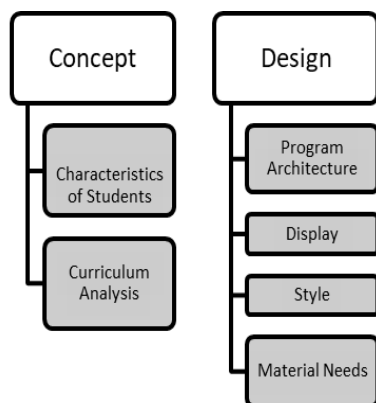 Concept
Characteristics
of Students
Curriculum
Analysis
Design
Program
Architecture
Display
Style
Material Needs